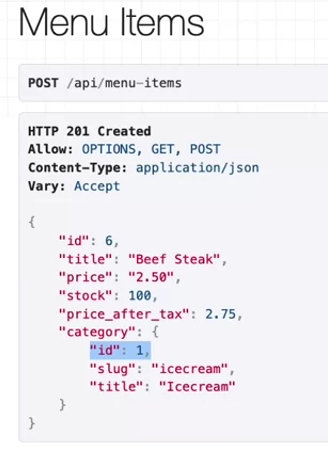 Menu Items
POST /api/menu-items
HTTP 201 Created
Allow: OPTIONS, GET, POST
Content-Type: application/json
Vary: Accept
{
    "id": 6,
    "title": "Beef Steak",
    "price": "2.50",
    "stock": 100,
    "price_after_tax": 2.75,
    "category": {
        "id": 1,
        "slug": "icecream",
        "title": "Icecream"
    }
}